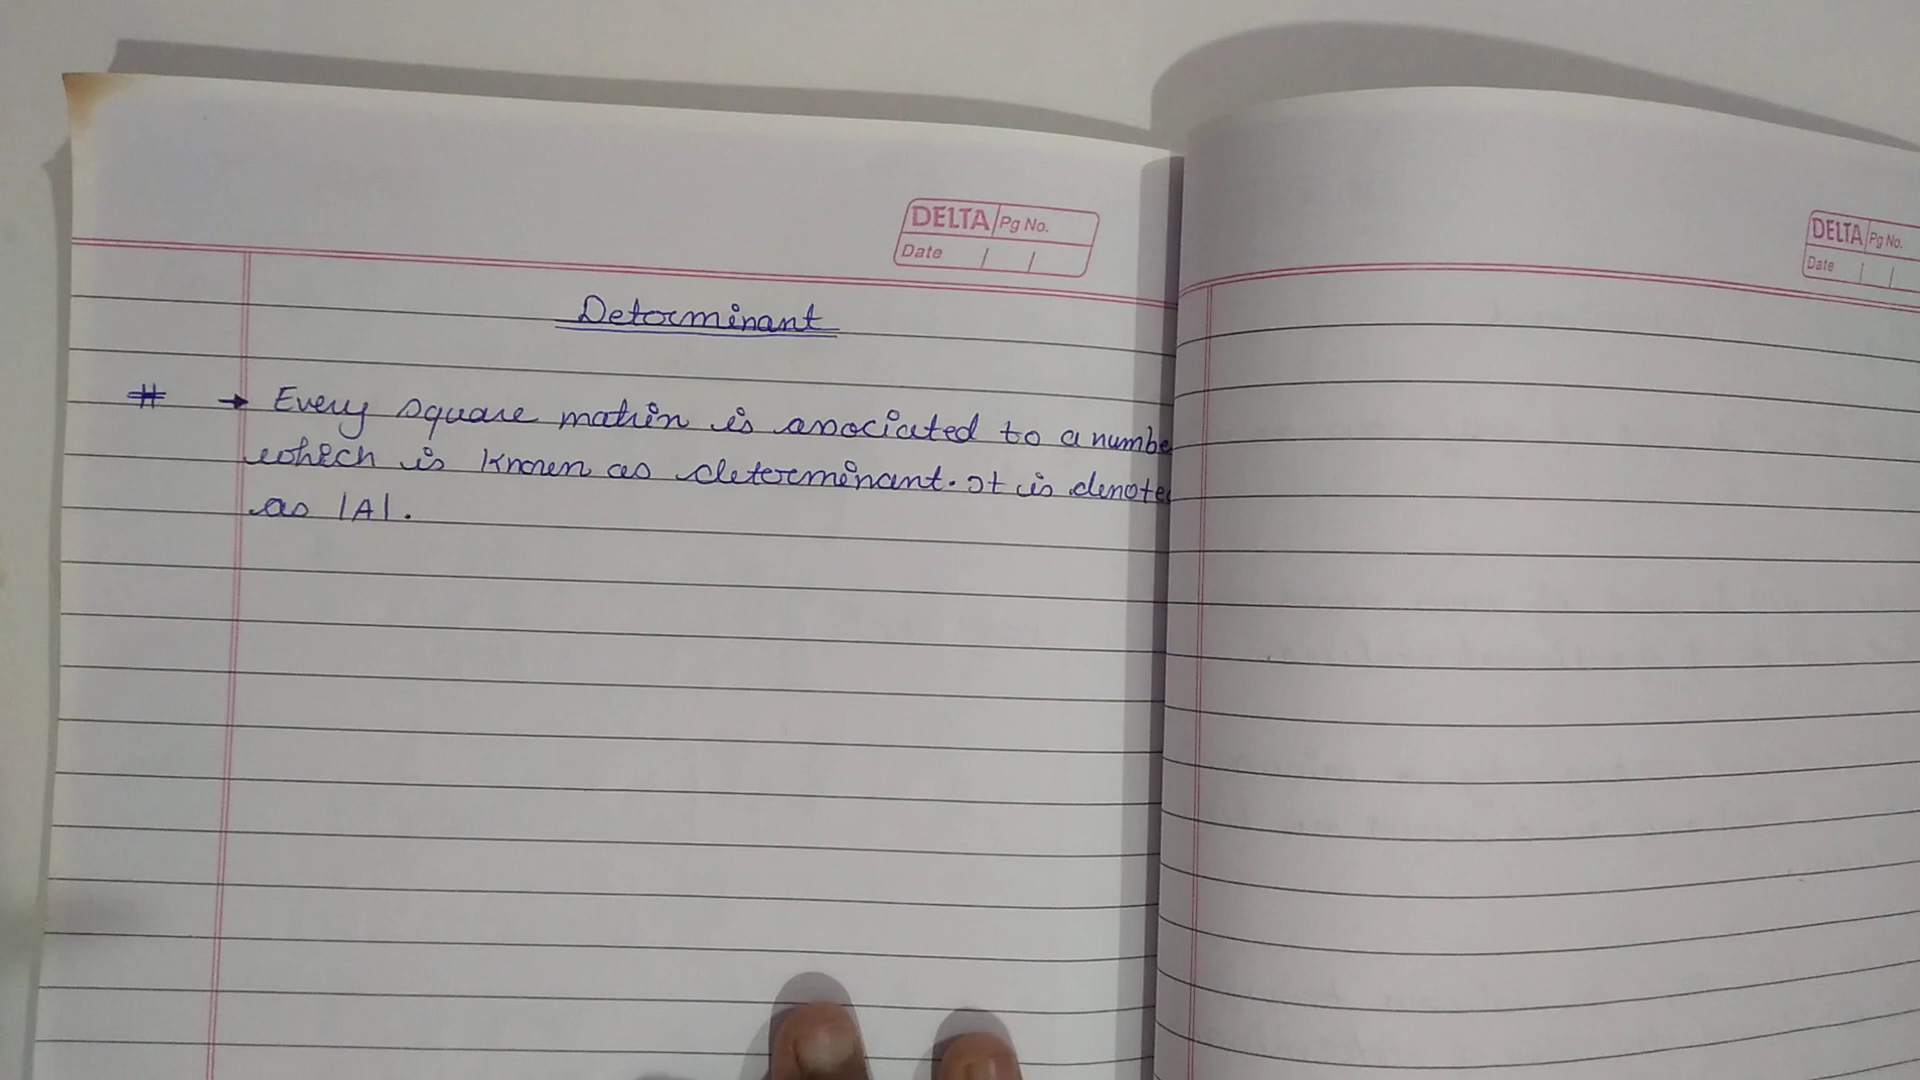 DELTA Pg No.
Date / /
Determinant
# → Every square matrix is associated to a numbe
which is known as determinant. It is denote
as |A|.
DELTA Pg No.
Date / /